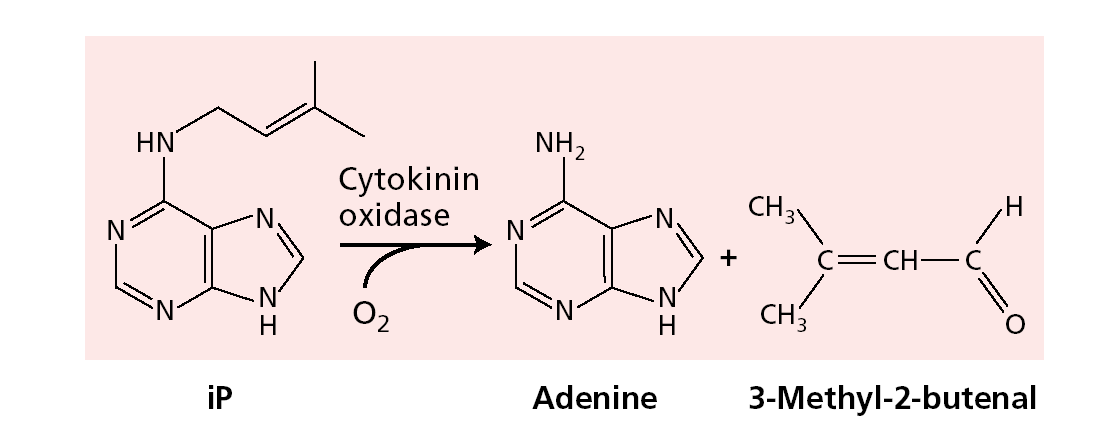 HN
N
N
N
N
H
Cytokinin
oxidase
O2
NH2
N
N
N
N
H
+
CH3
C
CH
C
H
CH3
O
iP
Adenine
3-Methyl-2-butenal